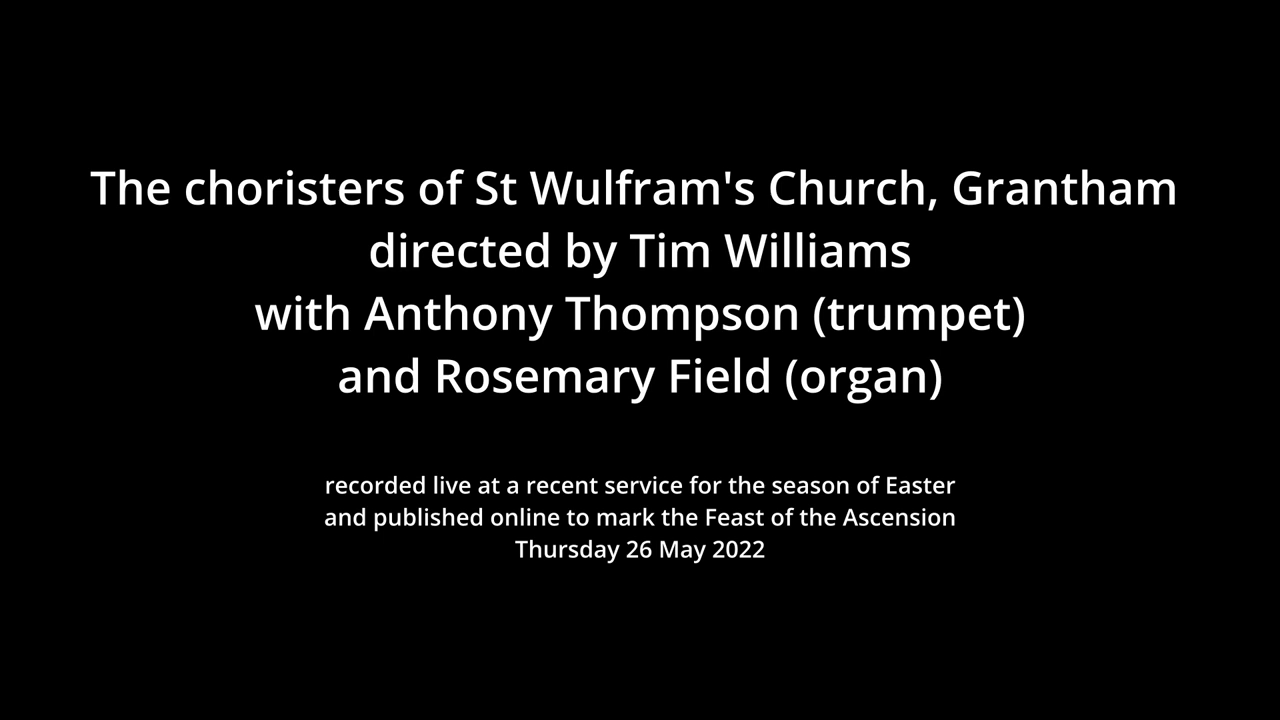 The choristers of St Wulfram's Church, Grantham
directed by Tim Williams
with Anthony Thompson (trumpet)
and Rosemary Field (organ)
recorded live at a recent service for the season of Easter
and published online to mark the Feast of the Ascension
Thursday 26 May 2022